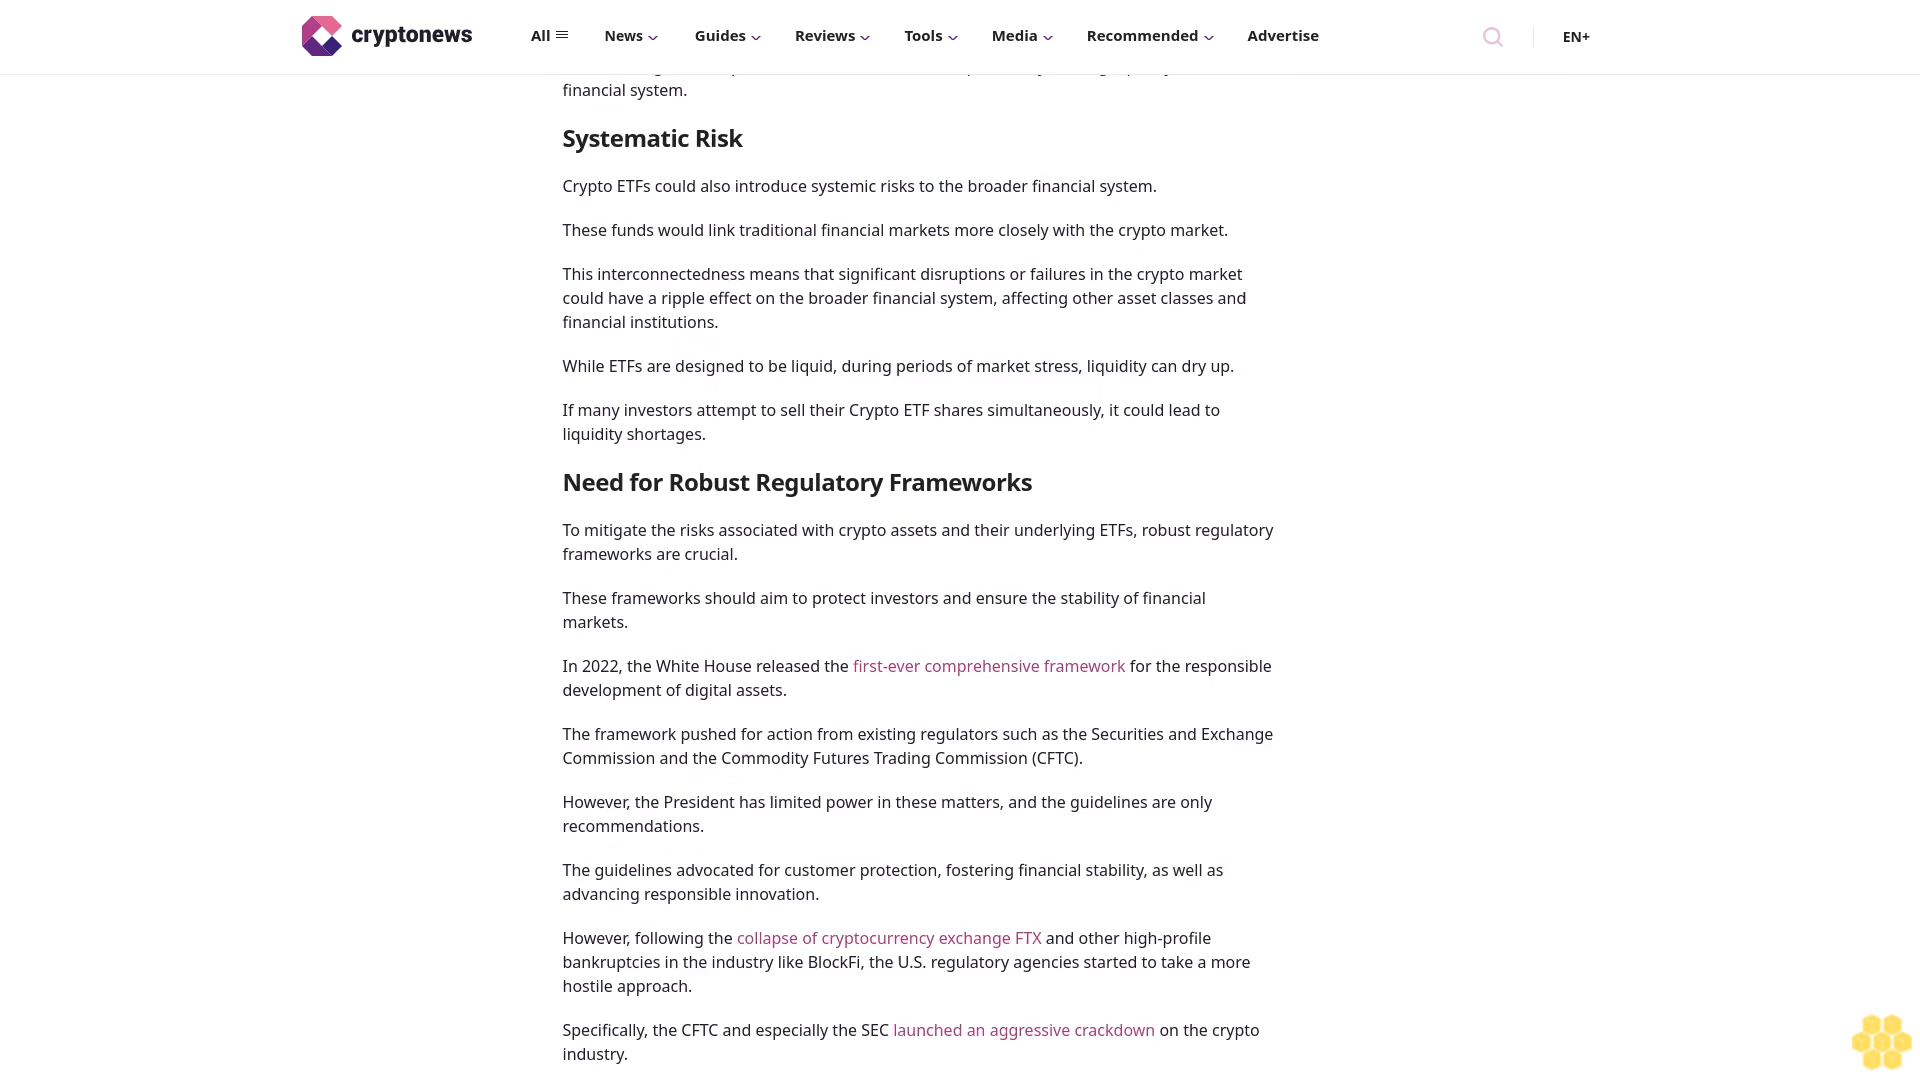 cryptonews
All
News
Guides
Reviews
Tools
Media
Recommended
Advertise
EN+
financial system.
Systematic Risk
Crypto ETFs could also introduce systemic risks to the broader financial system.
These funds would link traditional financial markets more closely with the crypto market.
This interconnectedness means that significant disruptions or failures in the crypto market
could have a ripple effect on the broader financial system, affecting other asset classes and
financial institutions.
While ETFs are designed to be liquid, during periods of market stress, liquidity can dry up.
If many investors attempt to sell their Crypto ETF shares simultaneously, it could lead to
liquidity shortages.
Need for Robust Regulatory Frameworks
To mitigate the risks associated with crypto assets and their underlying ETFs, robust regulatory
frameworks are crucial.
These frameworks should aim to protect investors and ensure the stability of financial
markets.
In 2022, the White House released the first-ever comprehensive framework for the responsible
development of digital assets.
The framework pushed for action from existing regulators such as the Securities and Exchange
Commission and the Commodity Futures Trading Commission (CFTC).
However, the President has limited power in these matters, and the guidelines are only
recommendations.
The guidelines advocated for customer protection, fostering financial stability, as well as
advancing responsible innovation.
However, following the collapse of cryptocurrency exchange FTX and other high-profile
bankruptcies in the industry like BlockFi, the U.S. regulatory agencies started to take a more
hostile approach.
Specifically, the CFTC and especially the SEC launched an aggressive crackdown on the crypto
industry.